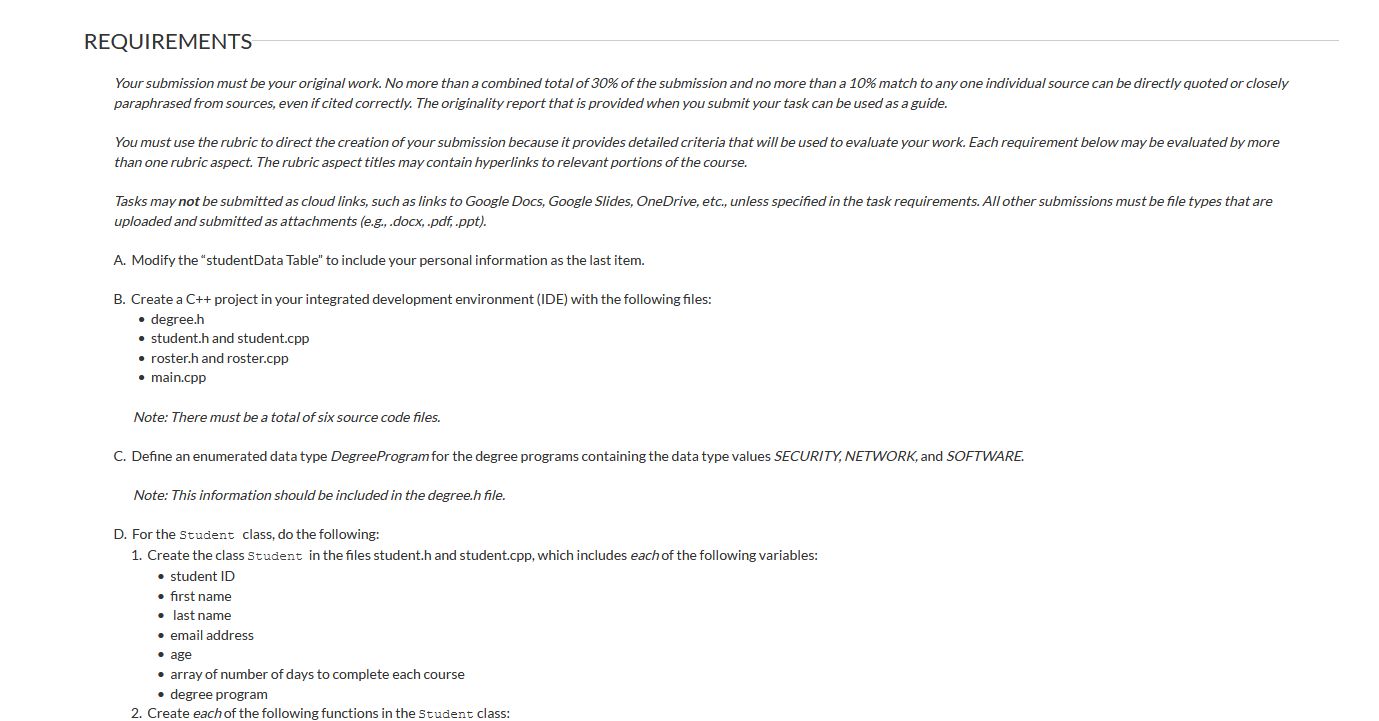 REQUIREMENTS
Your submission must be your original work. No more than a combined total of 30% of the submission and no more than a 10% match to any one individual source can be directly quoted or closely
paraphrased from sources, even if cited correctly. The originality report that is provided when you submit your task can be used as a guide.
You must use the rubric to direct the creation of your submission because it provides detailed criteria that will be used to evaluate your work. Each requirement below may be evaluated by more
than one rubric aspect. The rubric aspect titles may contain hyperlinks to relevant portions of the course.
Tasks may not be submitted as cloud links, such as links to Google Docs, Google Slides, OneDrive, etc., unless specified in the task requirements. All other submissions must be file types that are
uploaded and submitted as attachments (e.g., .docx, .pdf, .ppt).
A. Modify the “studentData Table” to include your personal information as the last item.
B. Create a C++ project in your integrated development environment (IDE) with the following files:
• degree.h
• student.h and student.cpp
• roster.h and roster.cpp
• main.cpp
Note: There must be a total of six source code files.
C. Define an enumerated data type DegreeProgram for the degree programs containing the data type values SECURITY, NETWORK, and SOFTWARE.
Note: This information should be included in the degree.h file.
D. For the Student class, do the following:
1. Create the class Student in the files student.h and student.cpp, which includes each of the following variables:
• student ID
• first name
• last name
• email address
• age
• array of number of days to complete each course
• degree program
2. Create each of the following functions in the Student class: